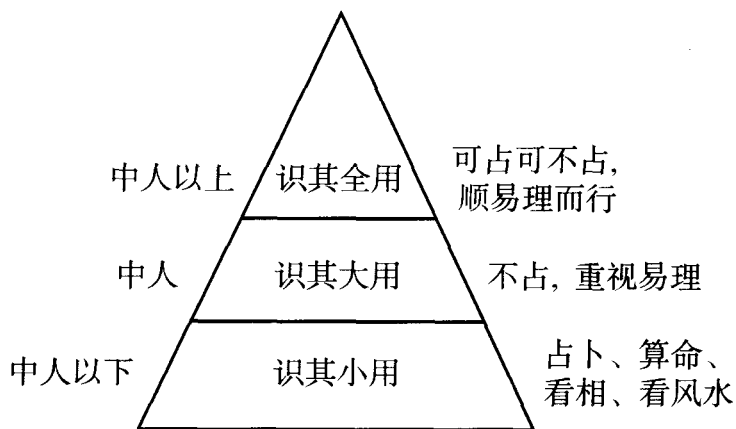 中人以上 识其全用 可占可不占,
顺易理而行
中人 识其大用 不占, 重视易理
中人以下 识其小用 占卜、算命、
看相、看风水